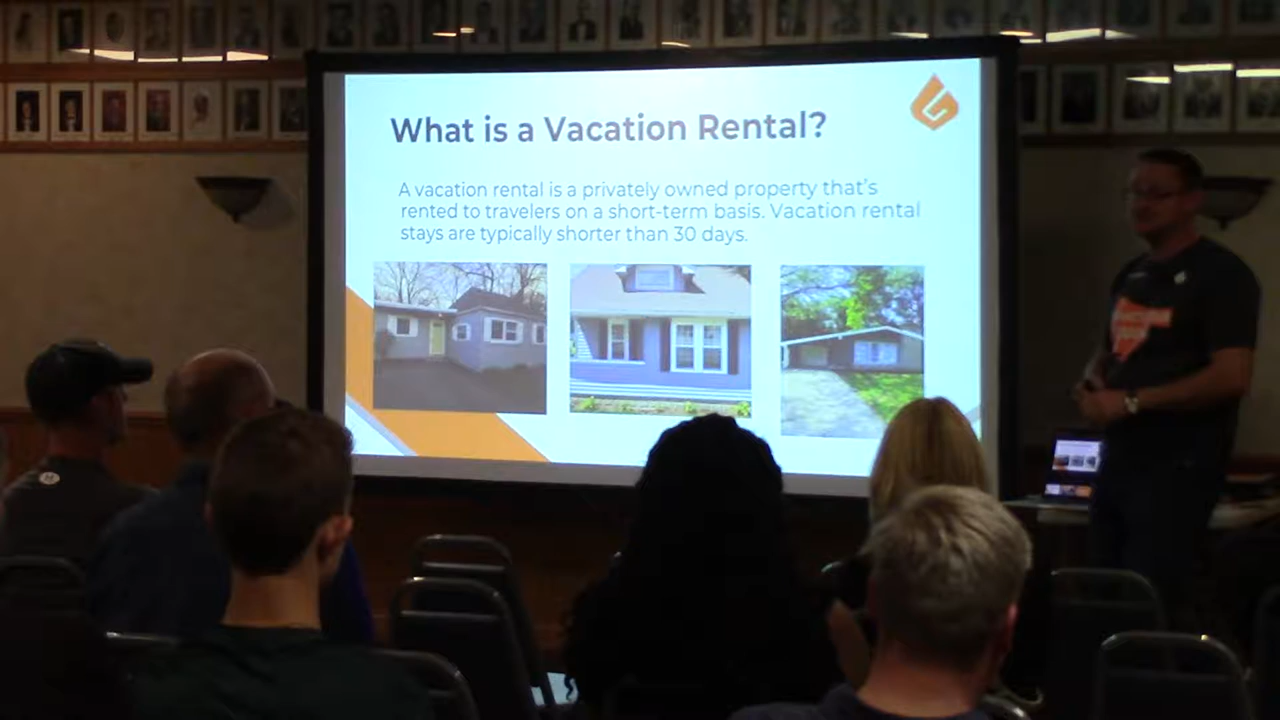 What is a Vacation Rental?
A vacation rental is a privately owned property that's
rented to travelers on a short-term basis. Vacation rental
stays are typically shorter than 30 days.